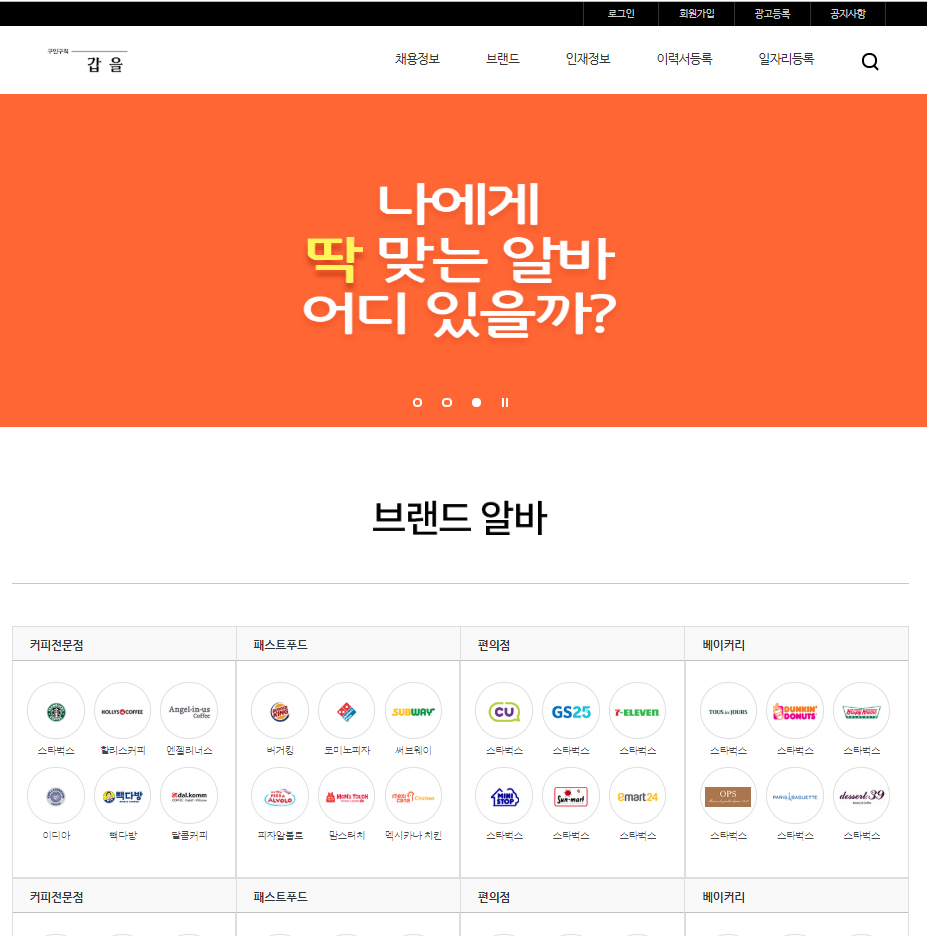 로그인 회원가입 광고등록 공지사항
구인구직
갑 을
채용정보 브랜드 인재정보 이력서등록 일자리등록
나에게
딱 맞는 알바
어디 있을까?
브랜드 알바
커피전문점 패스트푸드 편의점 베이커리
HOLLYS COFFEE Angel-in-us Coffee BURGER KING SUBWAY CU GS25 7-ELEVEN TOUS les JOURS DUNKIN' DONUTS Krispy Kreme
스타벅스 할리스커피 엔젤리너스 버거킹 도미노피자 써브웨이 스타벅스 스타벅스 스타벅스 스타벅스 스타벅스 스타벅스
빽다방 dal.komm PIZZA ALVOLO MOM'S TOUCH mexicana Chicken MINI STOP Sun-mart emart24 OPS PARIS BAGUETTE dessert39
이디아 빽다방 탈콤커피 피자알볼로 맘스터치 멕시카나 치킨 스타벅스 스타벅스 스타벅스 스타벅스 스타벅스 스타벅스
커피전문점 패스트푸드 편의점 베이커리